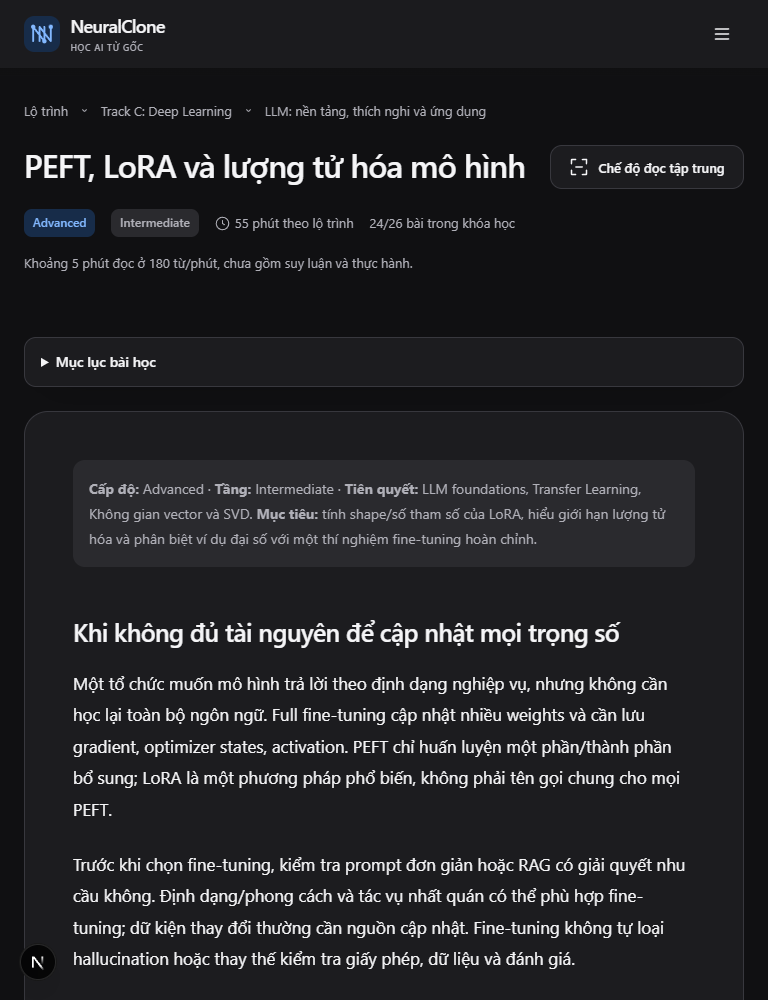 NeuralClone
HỌC AI TỪ GỐC
Lộ trình
Track C: Deep Learning
LLM: nền tảng, thích nghi và ứng dụng
PEFT, LoRA và lượng tử hóa mô hình
Chế độ đọc tập trung
Advanced
Intermediate
55 phút theo lộ trình
24/26 bài trong khóa học
Khoảng 5 phút đọc ở 180 từ/phút, chưa gồm suy luận và thực hành.
Mục lục bài học
Cấp độ: Advanced · Tầng: Intermediate · Tiên quyết: LLM foundations, Transfer Learning,
Không gian vector và SVD. Mục tiêu: tính shape/số tham số của LoRA, hiểu giới hạn lượng tử
hóa và phân biệt ví dụ đại số với một thí nghiệm fine-tuning hoàn chỉnh.
Khi không đủ tài nguyên để cập nhật mọi trọng số
Một tổ chức muốn mô hình trả lời theo định dạng nghiệp vụ, nhưng không cần
học lại toàn bộ ngôn ngữ. Full fine-tuning cập nhật nhiều weights và cần lưu
gradient, optimizer states, activation. PEFT chỉ huấn luyện một phần/thành phần
bổ sung; LoRA là một phương pháp phổ biến, không phải tên gọi chung cho mọi
PEFT.
Trước khi chọn fine-tuning, kiểm tra prompt đơn giản hoặc RAG có giải quyết nhu
cầu không. Định dạng/phong cách và tác vụ nhất quán có thể phù hợp fine-
tuning; dữ kiện thay đổi thường cần nguồn cập nhật. Fine-tuning không tự loại
hallucination hoặc thay thế kiểm tra giấy phép, dữ liệu và đánh giá.